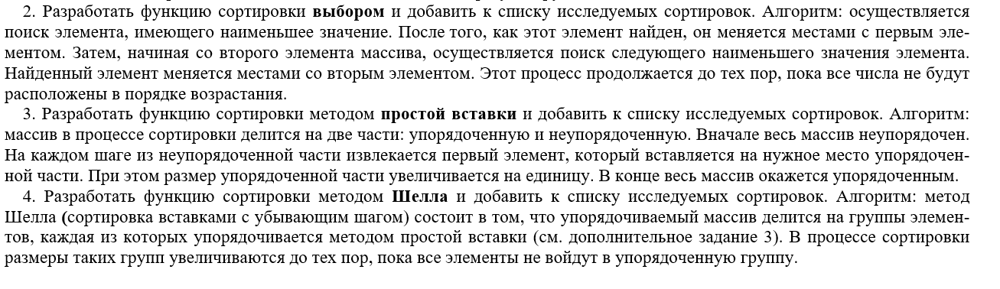 2. Разработать функцию сортировки выбором и добавить к списку исследуемых сортировок. Алгоритм: осуществляется
поиск элемента, имеющего наименьшее значение. После того, как этот элемент найден, он меняется местами с первым эле-
ментом. Затем, начиная со второго элемента массива, осуществляется поиск следующего наименьшего значения элемента.
Найденный элемент меняется местами со вторым элементом. Этот процесс продолжается до тех пор, пока все числа не будут
расположены в порядке возрастания.
3. Разработать функцию сортировки методом простой вставки и добавить к списку исследуемых сортировок. Алгоритм:
массив в процессе сортировки делится на две части: упорядоченную и неупорядоченную. Вначале весь массив неупорядочен.
На каждом шаге из неупорядоченной части извлекается первый элемент, который вставляется на нужное место упорядочен-
ной части. При этом размер упорядоченной части увеличивается на единицу. В конце весь массив окажется упорядоченным.
4. Разработать функцию сортировки методом Шелла и добавить к списку исследуемых сортировок. Алгоритм: метод
Шелла (сортировка вставками с убывающим шагом) состоит в том, что упорядочиваемый массив делится на группы элемен-
тов, каждая из которых упорядочивается методом простой вставки (см. дополнительное задание 3). В процессе сортировки
размеры таких групп увеличиваются до тех пор, пока все элементы не войдут в упорядоченную группу.